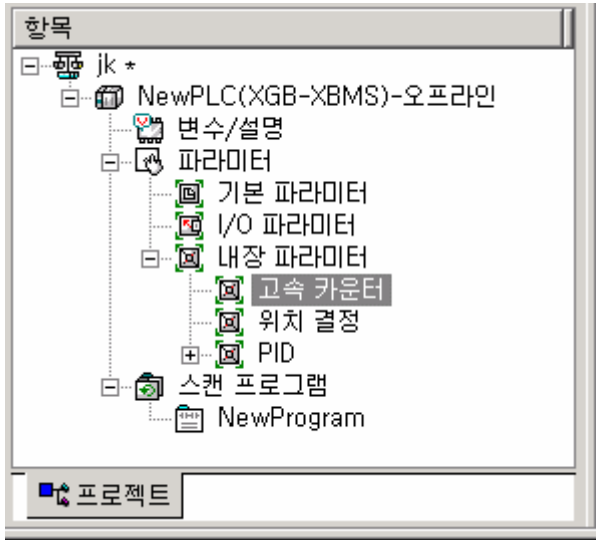 항목
jk *
NewPLC(XGB-XBMS)-오프라인
변수/설명
파라미터
기본 파라미터
I/O 파라미터
내장 파라미터
고속 카운터
위치 결정
PID
스캔 프로그램
NewProgram
프로젝트